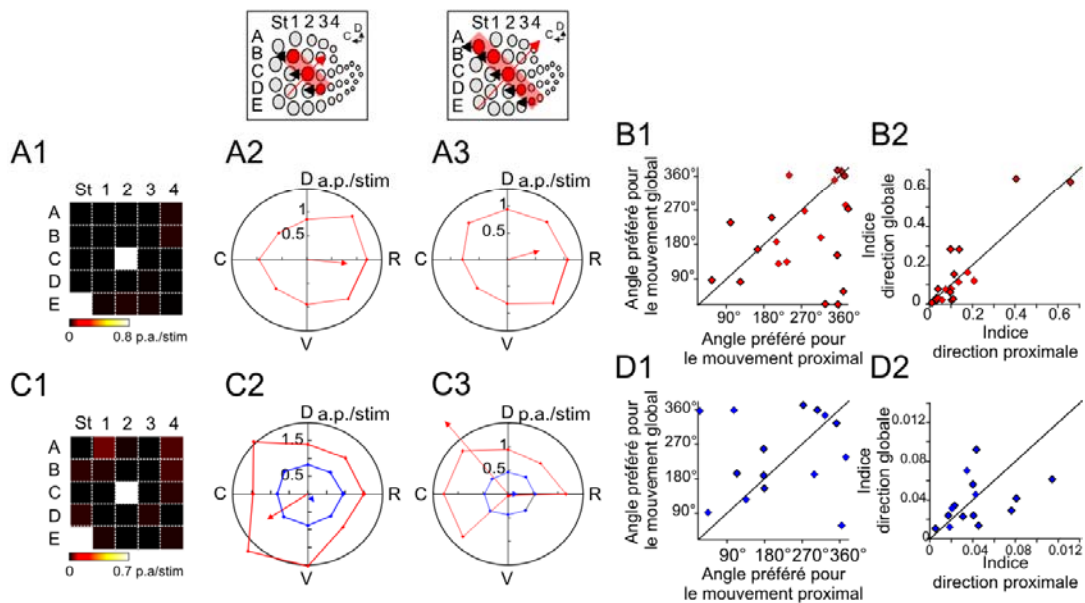 St 1 2 3 4
A
B
C
D
E
D
C
St 1 2 3 4
A
B
C
D
E
D
C
A1
St 1 2 3 4
A
B
C
D
E
0 0.8 p.a./stim
A2
D a.p./stim
1
0.5
C
R
V
A3
D a.p./stim
1
0.5
R
V
B1
Angle préféré pour
le mouvement global
360°
270°
180°
90°
90° 180° 270° 360°
Angle préféré pour
le mouvement proximal
B2
Indice
direction globale
0.6
0.4
0.2
0
0 0.2 0.4 0.6
Indice
direction proximale
C1
St 1 2 3 4
A
B
C
D
E
0 0.7 p.a/stim
C2
D a.p./stim
1.5
0.5
C
R
V
C3
D p.a./stim
1.5
0.5
C
R
V
D1
Angle préféré pour
le mouvement global
360°
270°
180°
90°
90° 180° 270° 360°
Angle préféré pour
le mouvement proximal
D2
Indice
direction globale
0.012
0.08
0.04
0
0 0.04 0.08 0.012
Indice
direction proximale